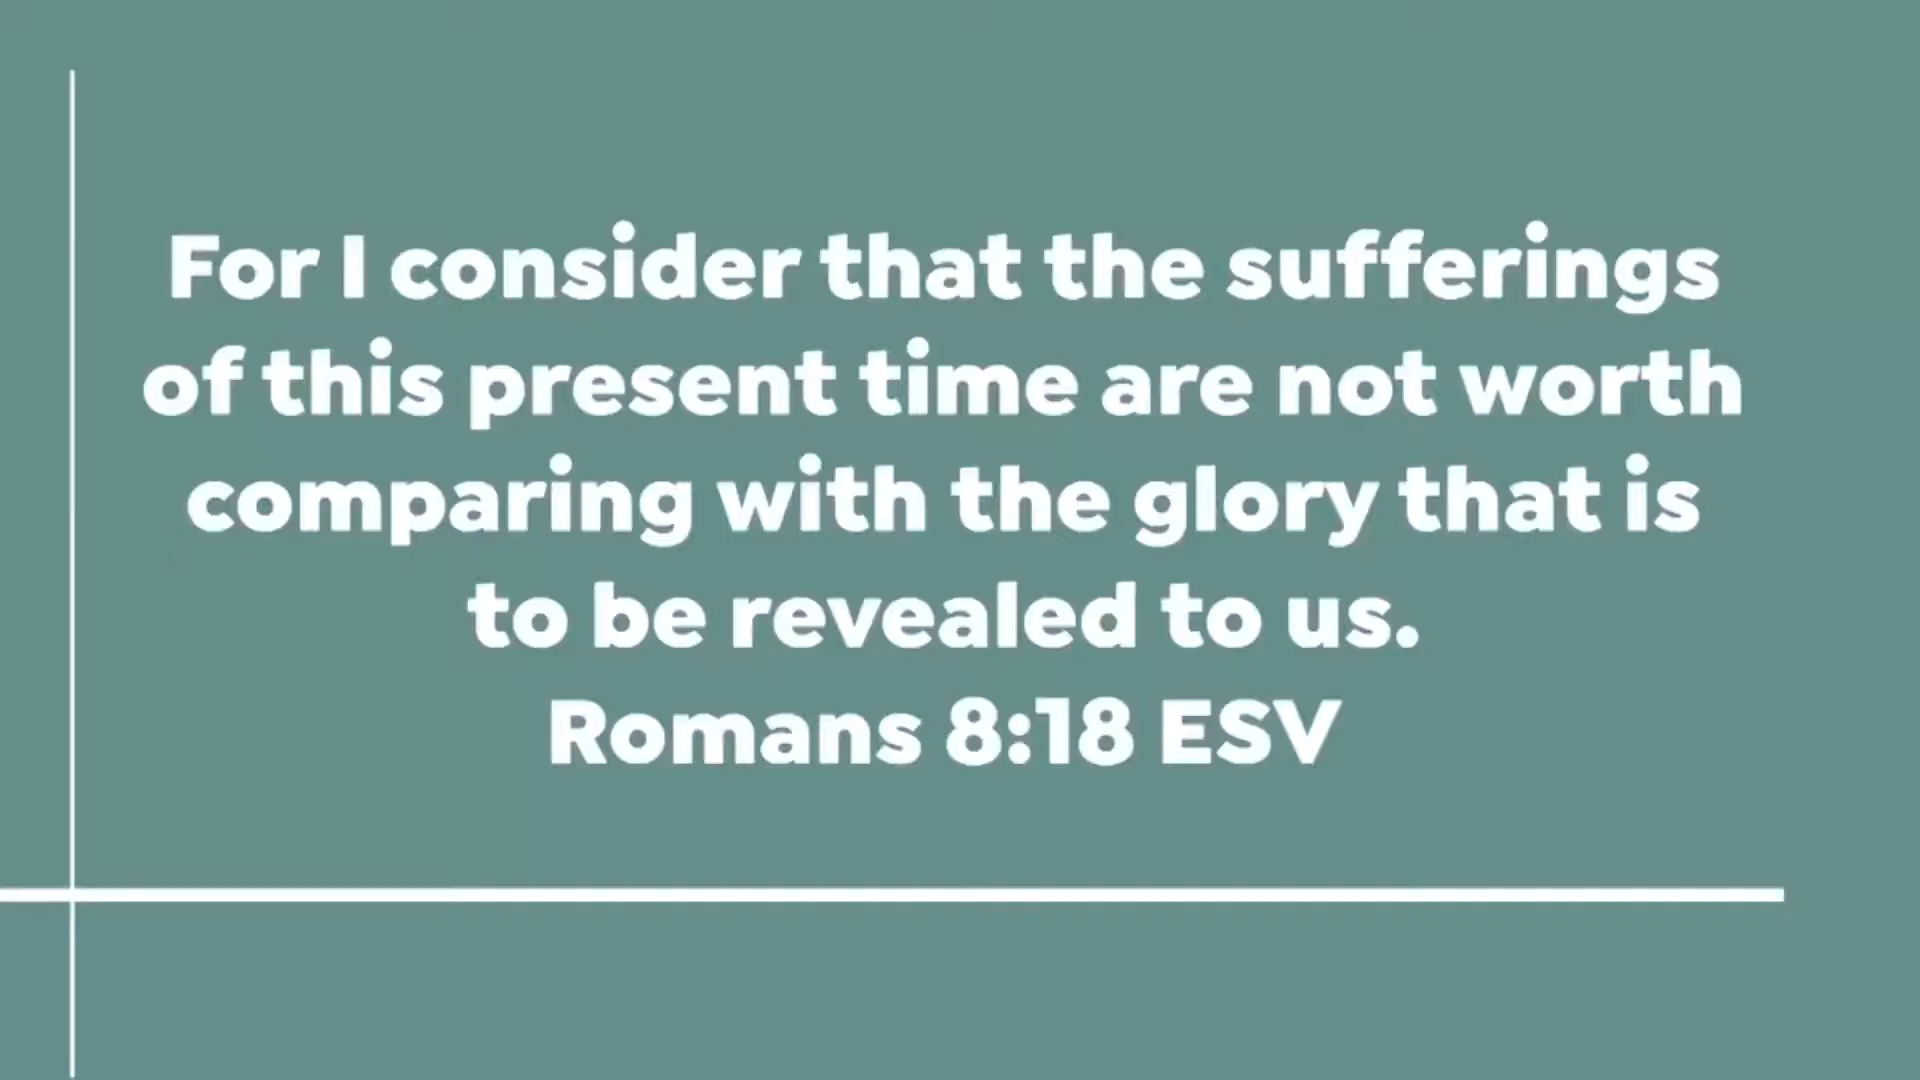 For I consider that the sufferings
of this present time are not worth
comparing with the glory that is
to be revealed to us.
Romans 8:18 ESV